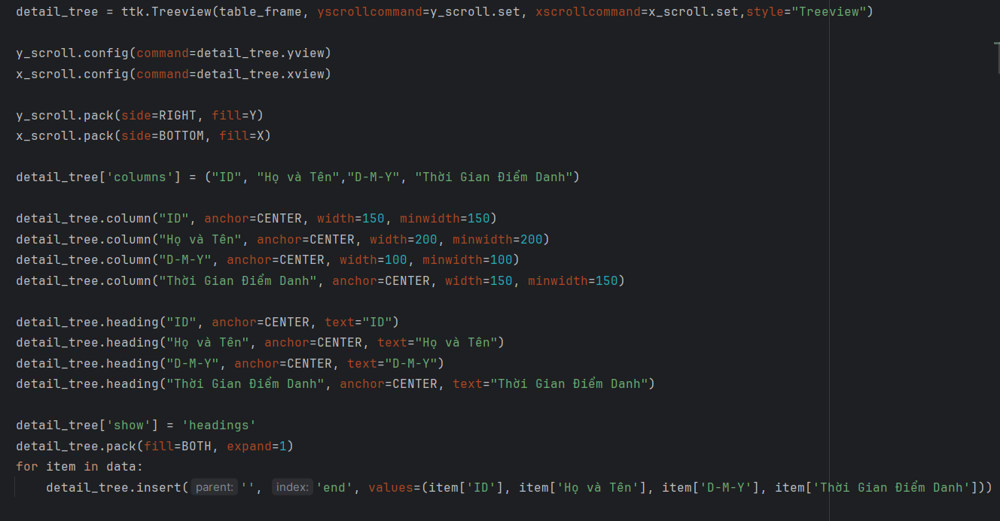 detail_tree = ttk.Treeview(table_frame, yscrollcommand=y_scroll.set, xscrollcommand=x_scroll.set,style="Treeview")
y_scroll.config(command=detail_tree.yview)
x_scroll.config(command=detail_tree.xview)
y_scroll.pack(side=RIGHT, fill=Y)
x_scroll.pack(side=BOTTOM, fill=X)
detail_tree['columns'] = ("ID", "Họ và Tên","D-M-Y", "Thời Gian Điểm Danh")
detail_tree.column("ID", anchor=CENTER, width=150, minwidth=150)
detail_tree.column("Họ và Tên", anchor=CENTER, width=200, minwidth=200)
detail_tree.column("D-M-Y", anchor=CENTER, width=100, minwidth=100)
detail_tree.column("Thời Gian Điểm Danh", anchor=CENTER, width=150, minwidth=150)
detail_tree.heading("ID", anchor=CENTER, text="ID")
detail_tree.heading("Họ và Tên", anchor=CENTER, text="Họ và Tên")
detail_tree.heading("D-M-Y", anchor=CENTER, text="D-M-Y")
detail_tree.heading("Thời Gian Điểm Danh", anchor=CENTER, text="Thời Gian Điểm Danh")
detail_tree['show'] = 'headings'
detail_tree.pack(fill=BOTH, expand=1)
for item in data:
    detail_tree.insert( parent: '', index: 'end', values=(item['ID'], item['Họ và Tên'], item['D-M-Y'], item['Thời Gian Điểm Danh']))